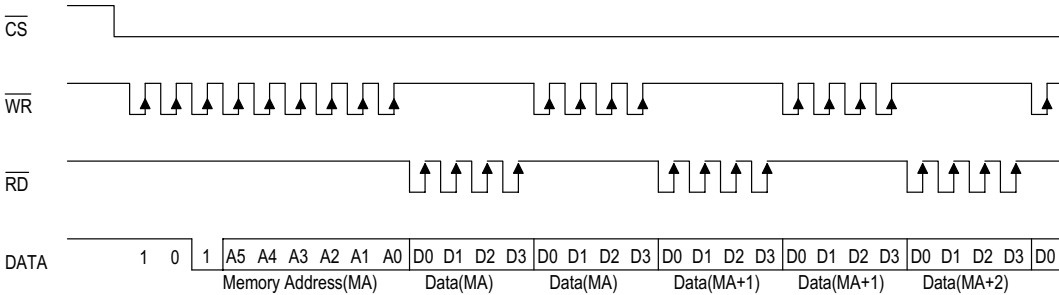 CS
WR
RD
DATA 1 0 1 A5 A4 A3 A2 A1 A0 D0 D1 D2 D3 D0 D1 D2 D3 D0 D1 D2 D3 D0 D1 D2 D3 D0 D1 D2 D3 D0
Memory Address(MA) Data(MA) Data(MA) Data(MA+1) Data(MA+1) Data(MA+2)